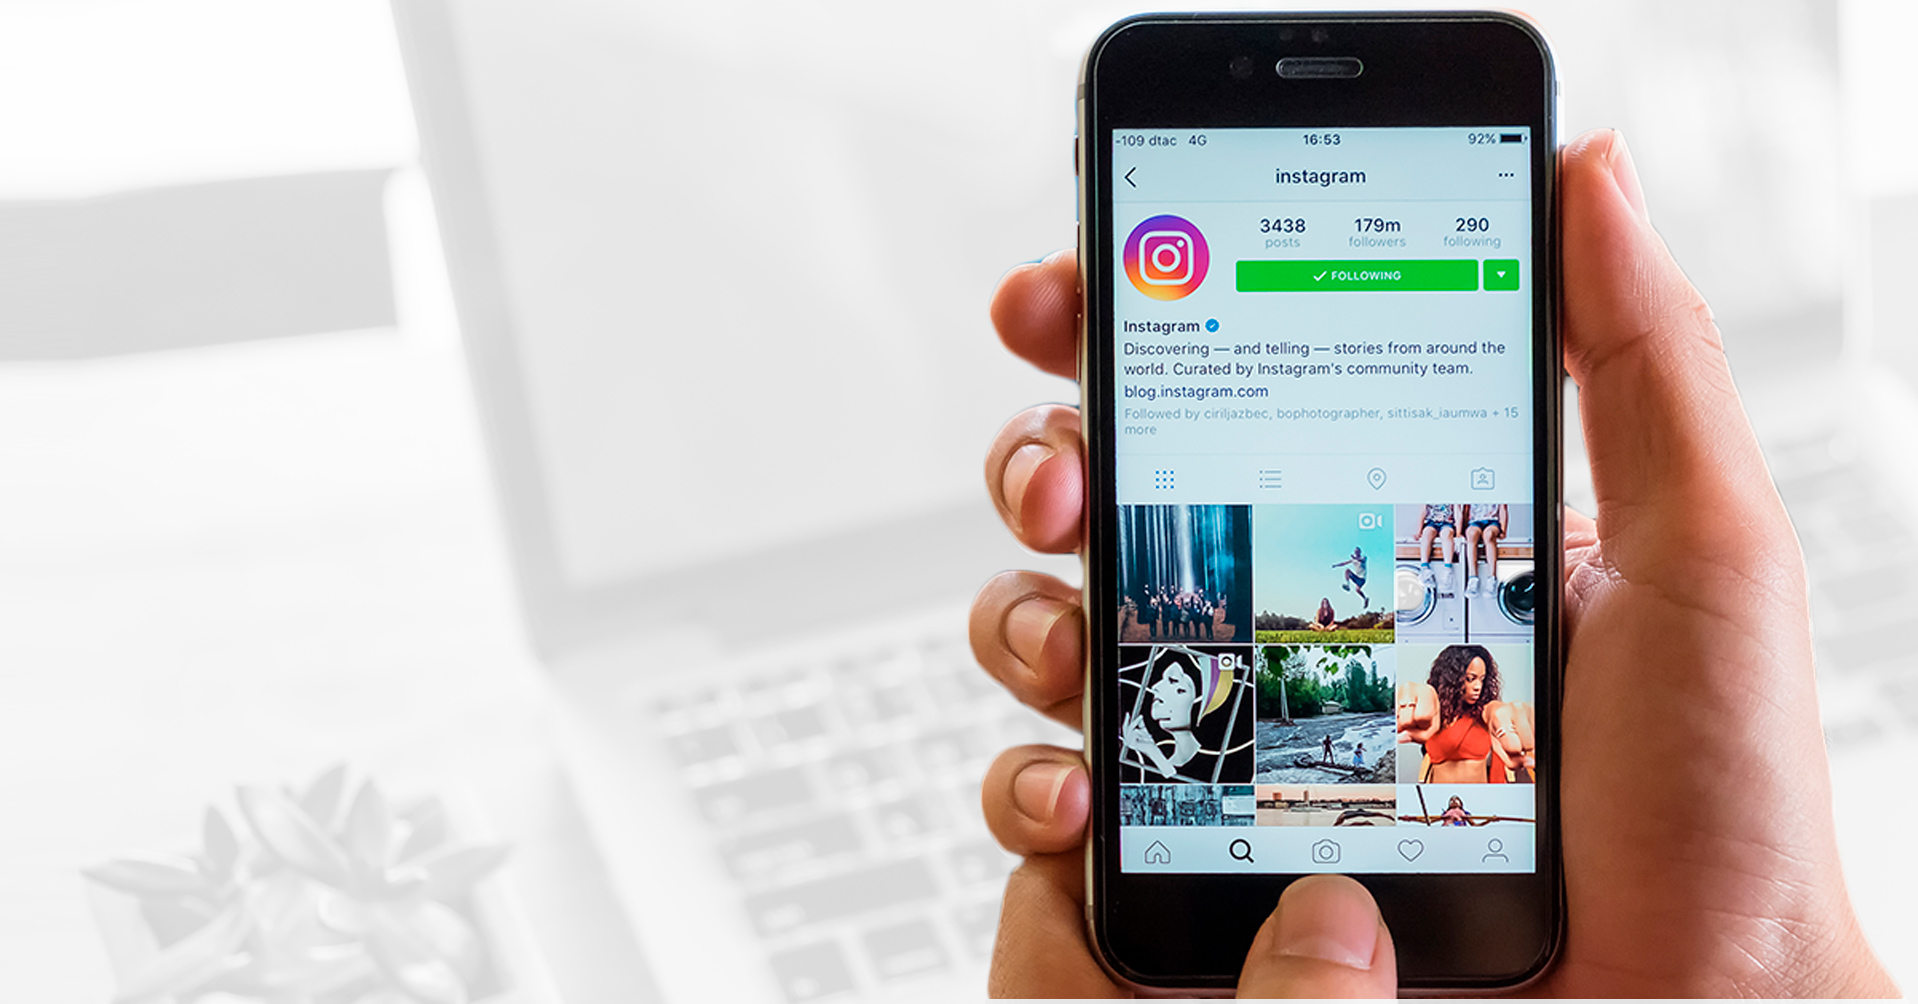 -109 dtac 4G 16:53 92%
instagram
3438 179m 290
posts followers following
FOLLOWING
Instagram
Discovering — and telling — stories from around the
world. Curated by Instagram's community team.
blog.instagram.com
Followed by ciriljazbec, bophotographer, sittisak_iaumwa + 15
more